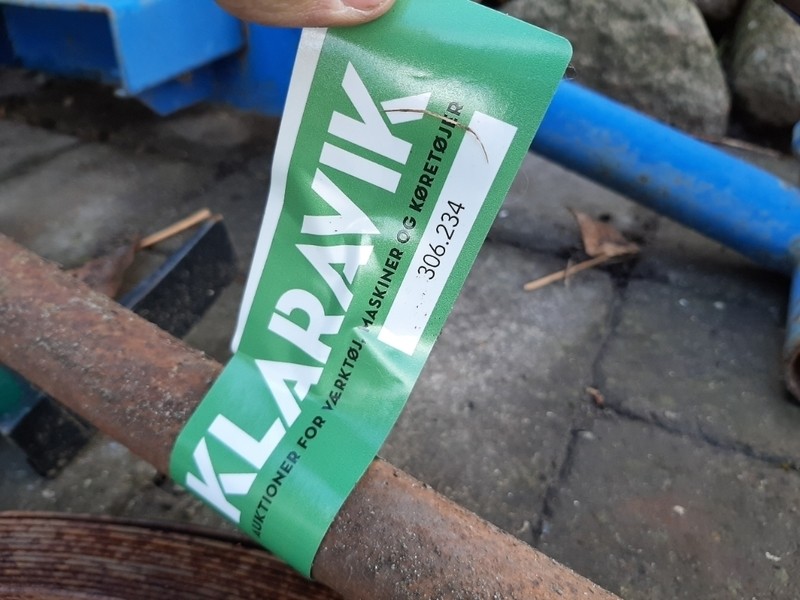 KLARAVIK
AUKTIONER FOR VÆRKTØJ, MASKINER OG KØRETØJER
306.234